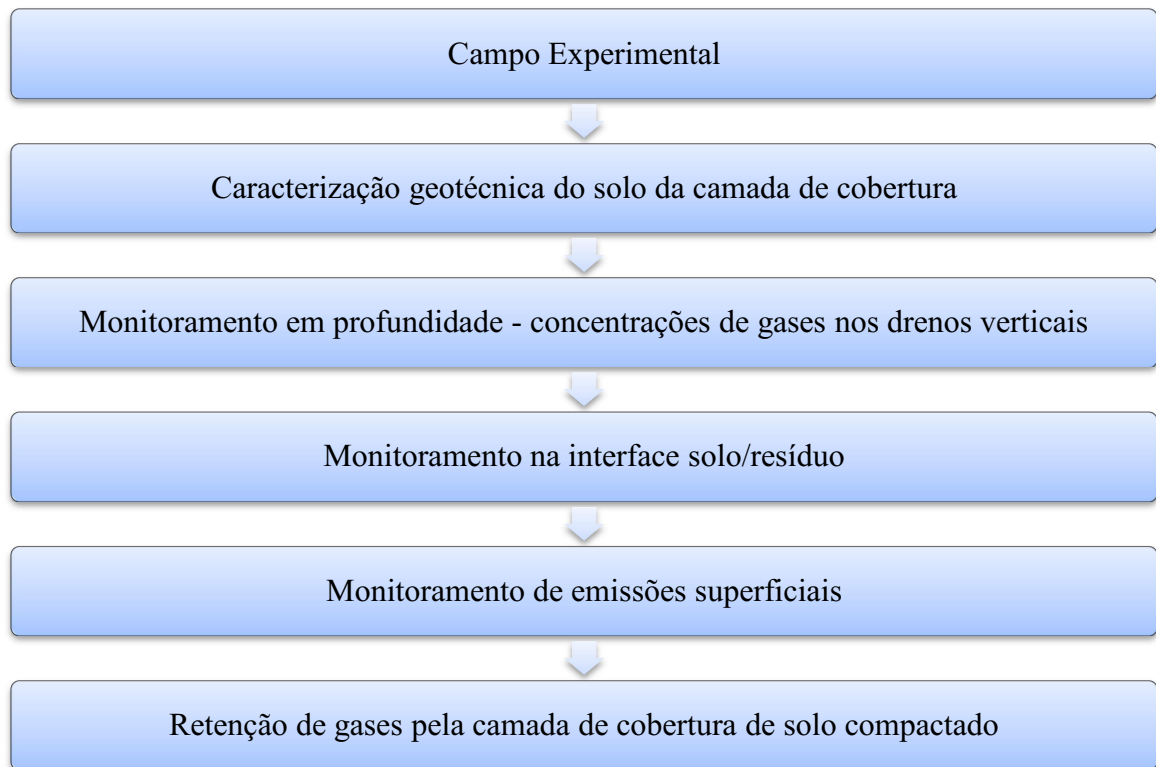 Campo Experimental
Caracterização geotécnica do solo da camada de cobertura
Monitoramento em profundidade - concentrações de gases nos drenos verticais
Monitoramento na interface solo/resíduo
Monitoramento de emissões superficiais
Retenção de gases pela camada de cobertura de solo compactado